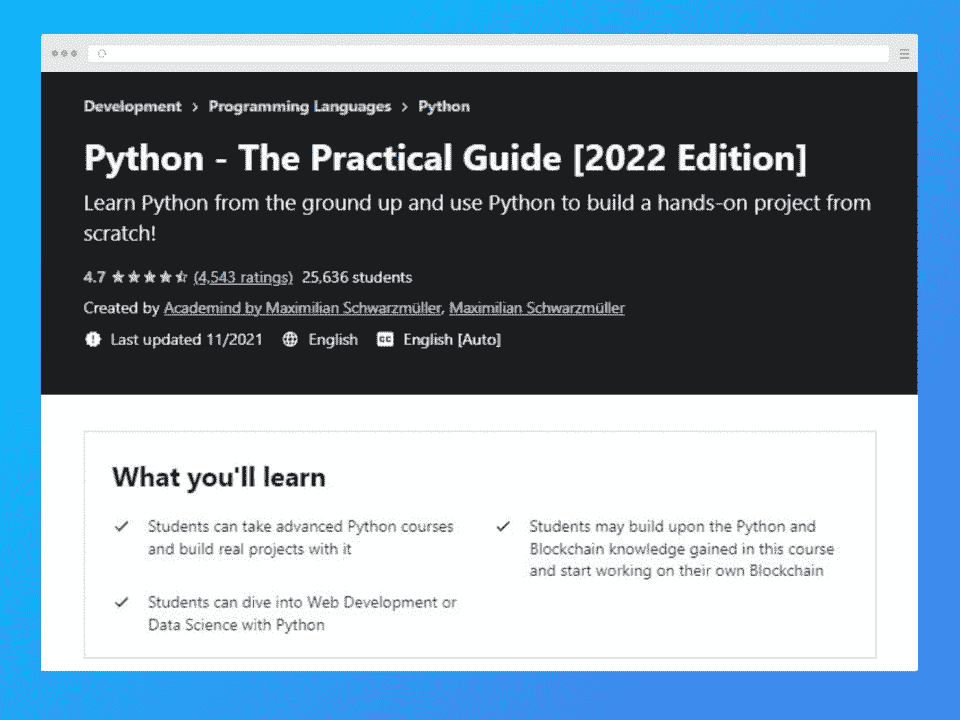 Development > Programming Languages > Python
Python - The Practical Guide [2022 Edition]
Learn Python from the ground up and use Python to build a hands-on project from
scratch!
4.7 ★★★★⯪ (4,543 ratings) 25,636 students
Created by Academind by Maximilian Schwarzmüller, Maximilian Schwarzmüller
Last updated 11/2021 English CC English [Auto]
What you'll learn
Students can take advanced Python courses
and build real projects with it
Students may build upon the Python and
Blockchain knowledge gained in this course
and start working on their own Blockchain
Students can dive into Web Development or
Data Science with Python